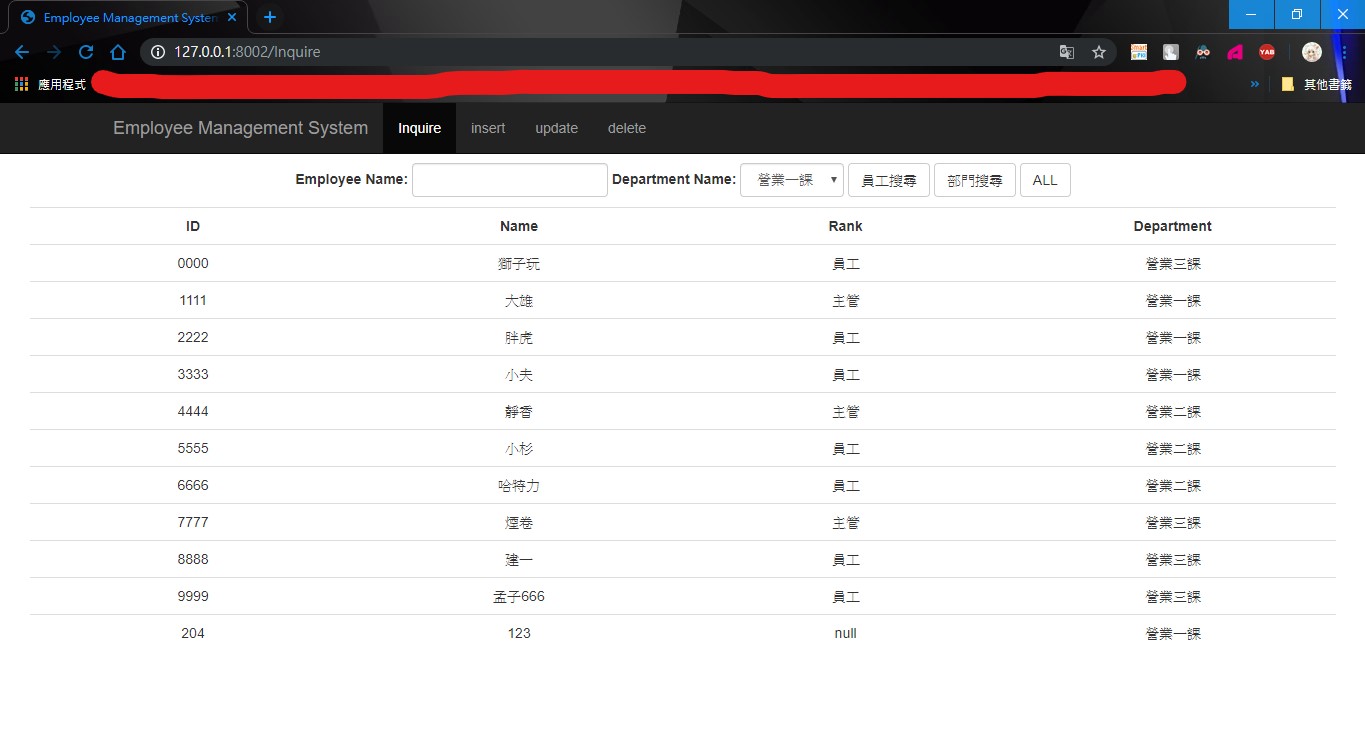 Employee Management System
127.0.0.1:8002/Inquire
應用程式
其他書籤
Employee Management System Inquire insert update delete
Employee Name: Department Name: 營業一課 員工搜尋 部門搜尋 ALL
ID Name Rank Department
0000 獅子玩 員工 營業三課
1111 大雄 主管 營業一課
2222 胖虎 員工 營業一課
3333 小夫 員工 營業一課
4444 靜香 主管 營業二課
5555 小杉 員工 營業二課
6666 哈特力 員工 營業二課
7777 煙卷 主管 營業三課
8888 建一 員工 營業三課
9999 孟子666 員工 營業三課
204 123 null 營業一課